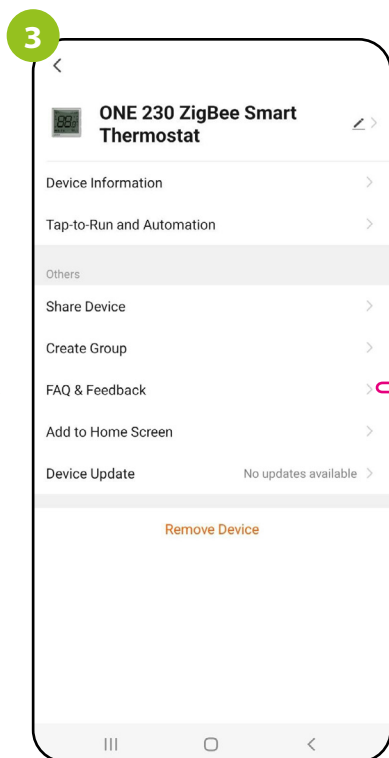 3
ONE 230 ZigBee Smart
Thermostat
Device Information
Tap-to-Run and Automation
Others
Share Device
Create Group
FAQ & Feedback
Add to Home Screen
Device Update No updates available
Remove Device